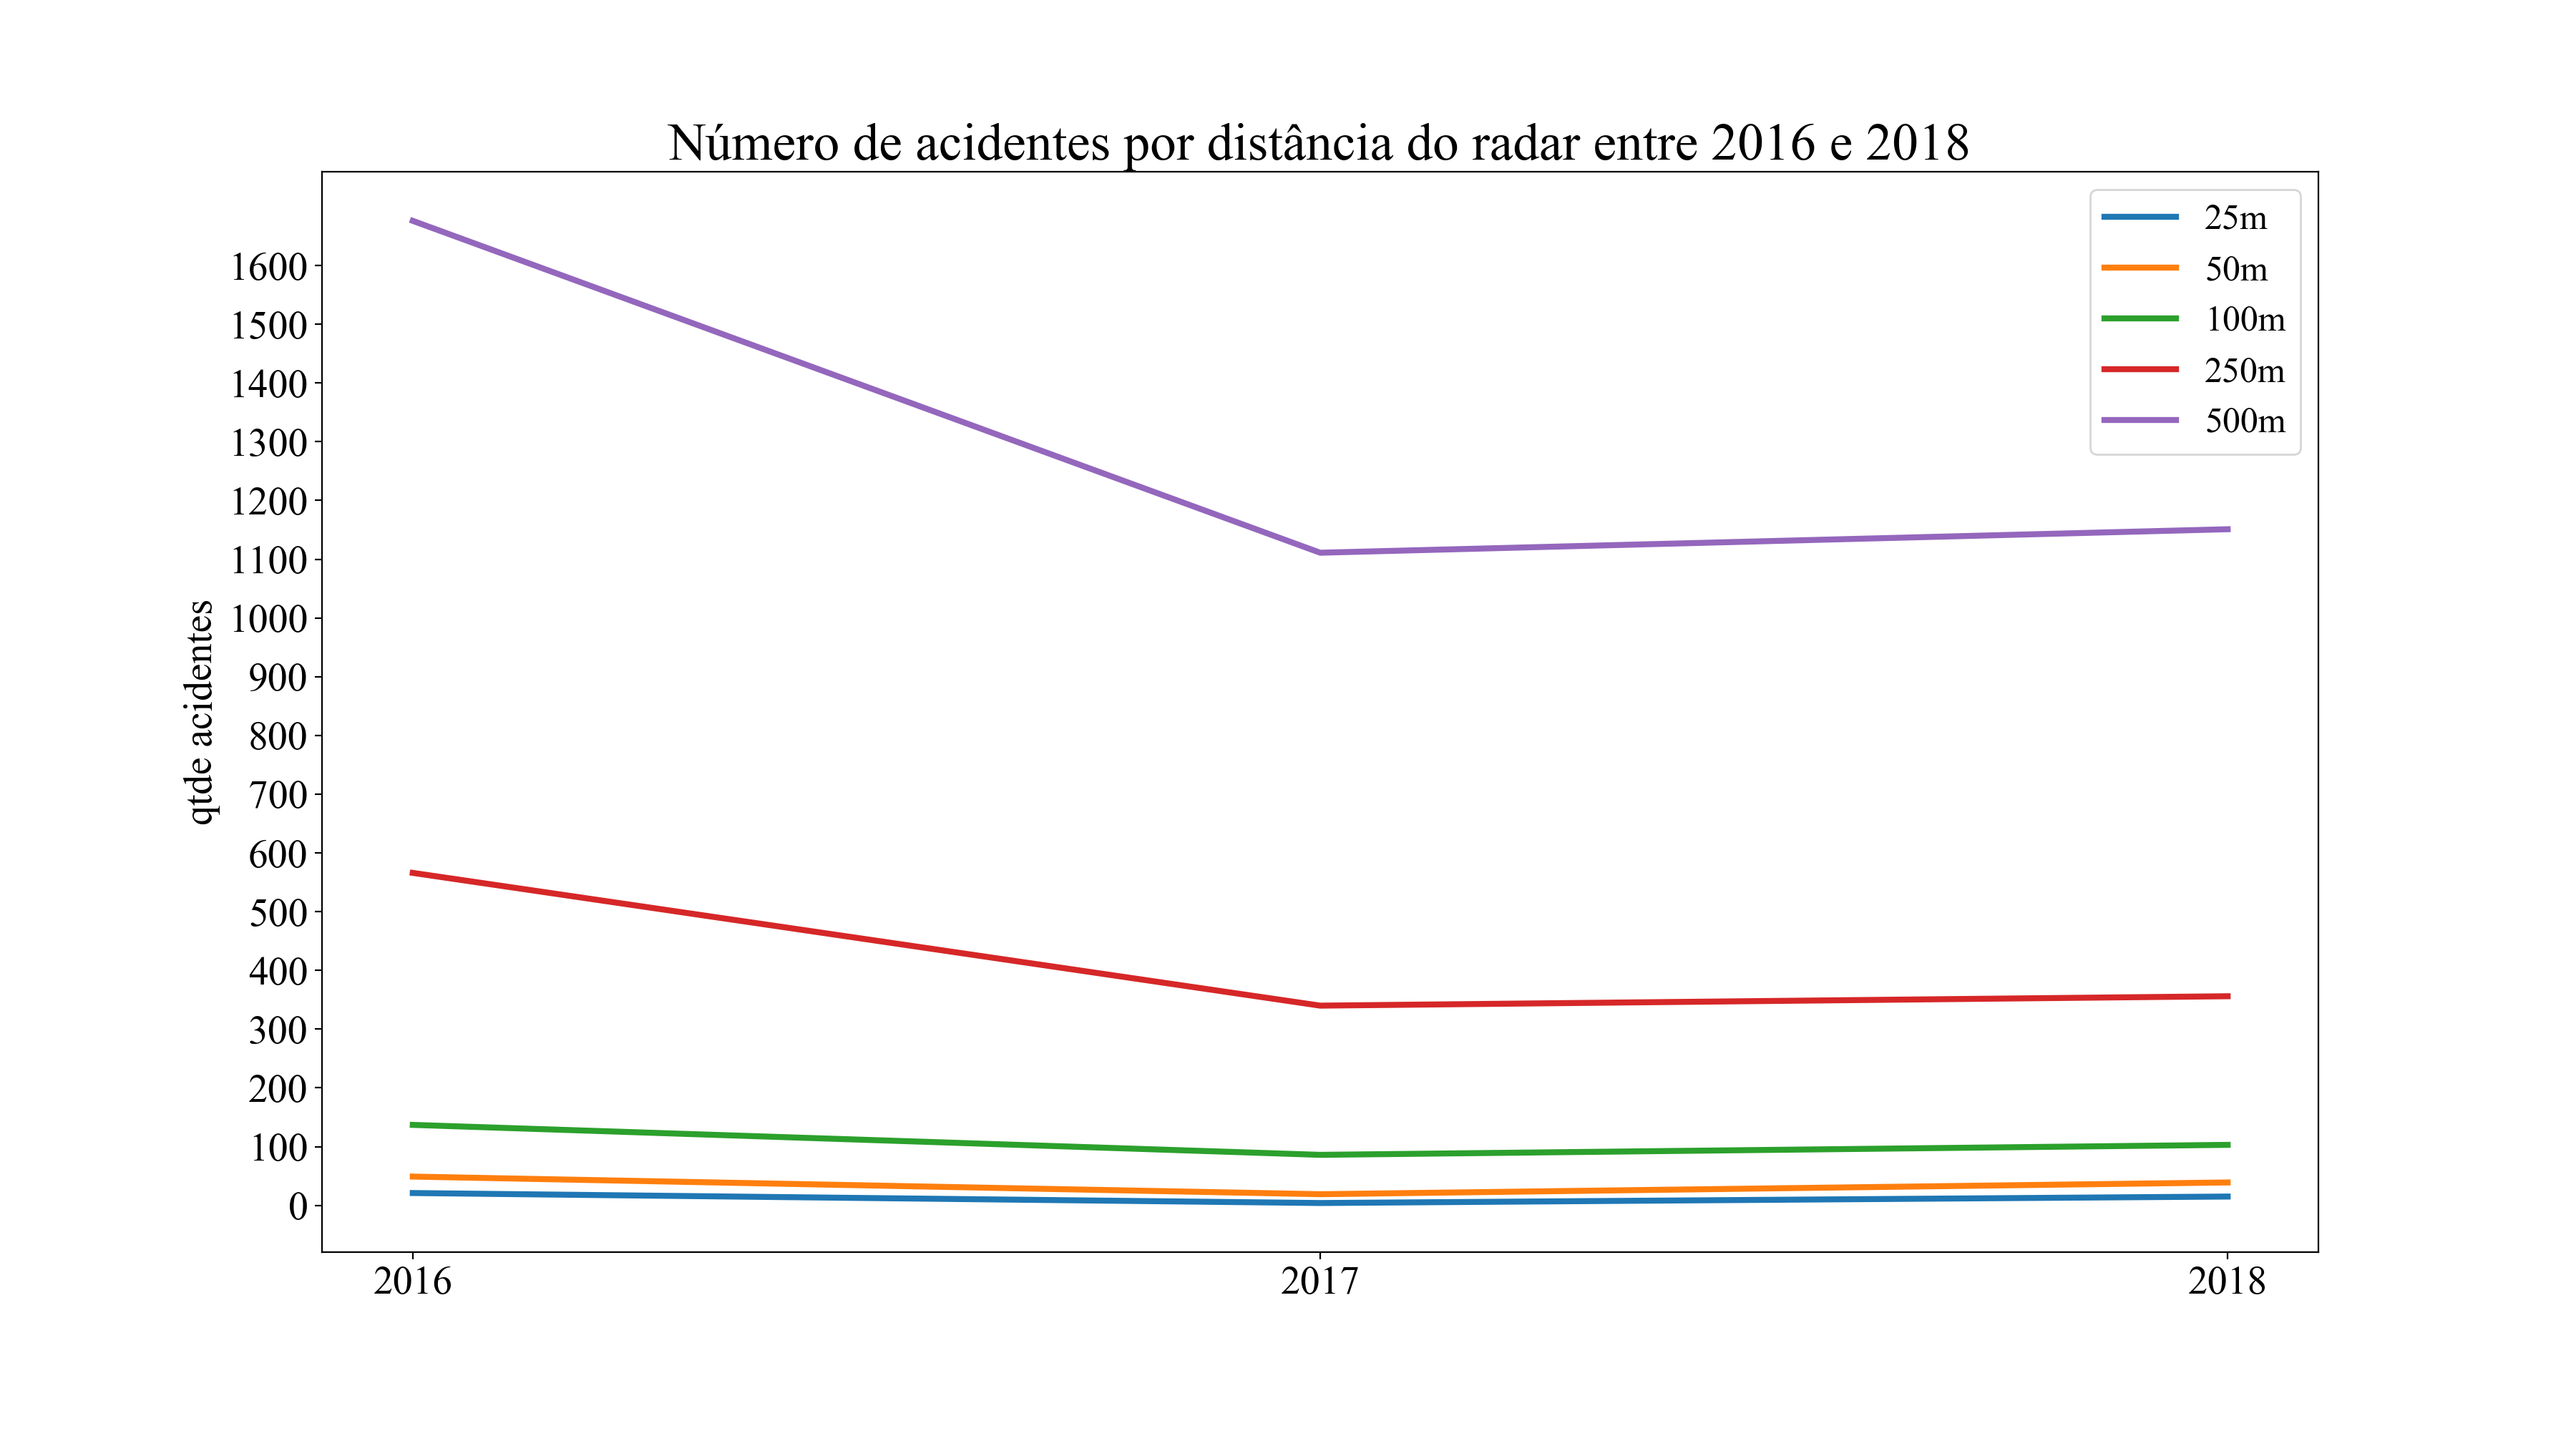 Número de acidentes por distância do radar entre 2016 e 2018
25m
50m
100m
250m
500m
qtde acidentes
1600
1500
1400
1300
1200
1100
1000
900
800
700
600
500
400
300
200
100
0
2016
2017
2018